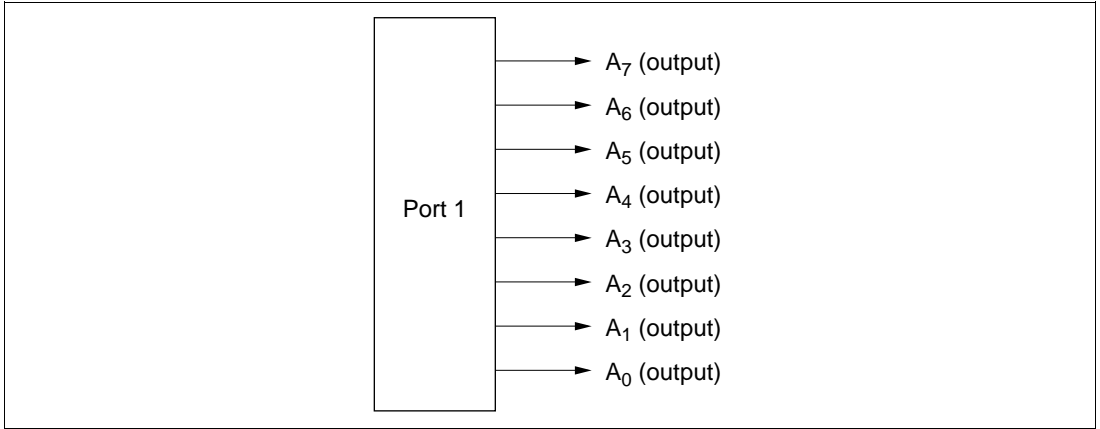 A₇ (output)
A₆ (output)
A₅ (output)
A₄ (output)
Port 1
A₃ (output)
A₂ (output)
A₁ (output)
A₀ (output)